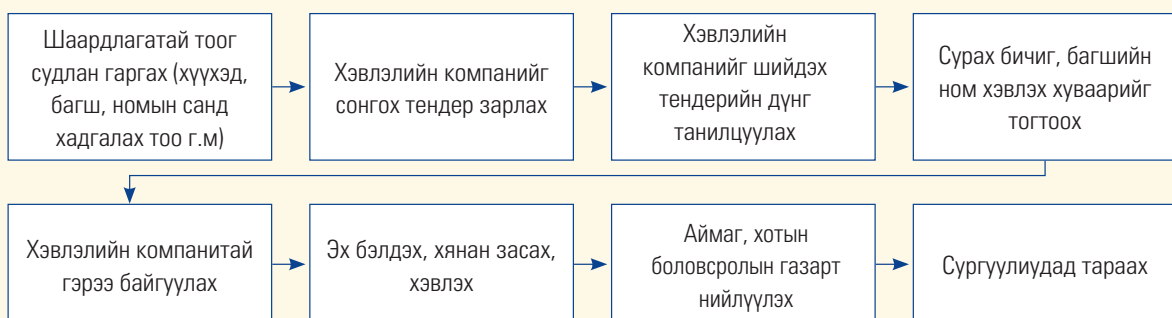 Шаардлагатай тоог
судлан гаргах (хүүхэд,
багш, номын санд
хадгалах тоо г.м)
Хэвлэлийн компанийг
сонгох тендер зарлах
Хэвлэлийн
компанийг шийдэх
тендерийн дүнг
танилцуулах
Сурах бичиг, багшийн
ном хэвлэх хуваарийг
тогтоох
Хэвлэлийн компанитай
гэрээ байгуулах
Эх бэлдэх, хянан засах,
хэвлэх
Аймаг, хотын
боловсролын газарт
нийлүүлэх
Сургуулиудад тараах